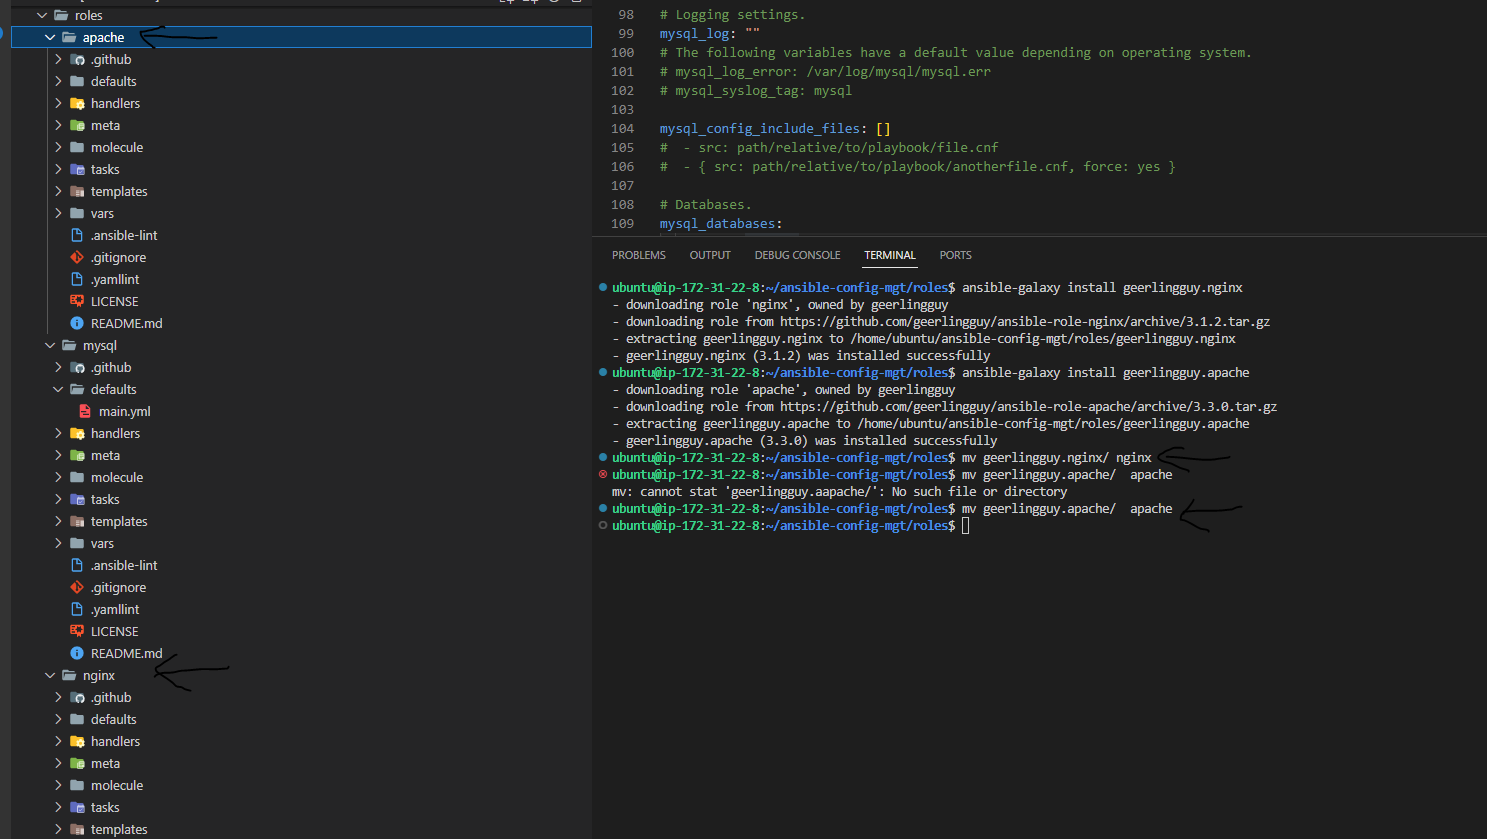 roles
apache
.github
defaults
handlers
meta
molecule
tasks
templates
vars
.ansible-lint
.gitignore
.yamllint
LICENSE
README.md
mysql
.github
defaults
main.yml
handlers
meta
molecule
tasks
templates
vars
.ansible-lint
.gitignore
.yamllint
LICENSE
README.md
nginx
.github
defaults
handlers
meta
molecule
tasks
templates
98 # Logging settings.
99 mysql_log: ""
100 # The following variables have a default value depending on operating system.
101 # mysql_log_error: /var/log/mysql/mysql.err
102 # mysql_syslog_tag: mysql
103
104 mysql_config_include_files: []
105 #  - src: path/relative/to/playbook/file.cnf
106 #  - { src: path/relative/to/playbook/anotherfile.cnf, force: yes }
107
108 # Databases.
109 mysql_databases:
PROBLEMS OUTPUT DEBUG CONSOLE TERMINAL PORTS
ubuntu@ip-172-31-22-8:~/ansible-config-mgt/roles$ ansible-galaxy install geerlingguy.nginx
- downloading role 'nginx', owned by geerlingguy
- downloading role from https://github.com/geerlingguy/ansible-role-nginx/archive/3.1.2.tar.gz
- extracting geerlingguy.nginx to /home/ubuntu/ansible-config-mgt/roles/geerlingguy.nginx
- geerlingguy.nginx (3.1.2) was installed successfully
ubuntu@ip-172-31-22-8:~/ansible-config-mgt/roles$ ansible-galaxy install geerlingguy.apache
- downloading role 'apache', owned by geerlingguy
- downloading role from https://github.com/geerlingguy/ansible-role-apache/archive/3.3.0.tar.gz
- extracting geerlingguy.apache to /home/ubuntu/ansible-config-mgt/roles/geerlingguy.apache
- geerlingguy.apache (3.3.0) was installed successfully
ubuntu@ip-172-31-22-8:~/ansible-config-mgt/roles$ mv geerlingguy.nginx/ nginx
ubuntu@ip-172-31-22-8:~/ansible-config-mgt/roles$ mv geerlingguy.apache/  apache
mv: cannot stat 'geerlingguy.aapache/': No such file or directory
ubuntu@ip-172-31-22-8:~/ansible-config-mgt/roles$ mv geerlingguy.apache/  apache
ubuntu@ip-172-31-22-8:~/ansible-config-mgt/roles$